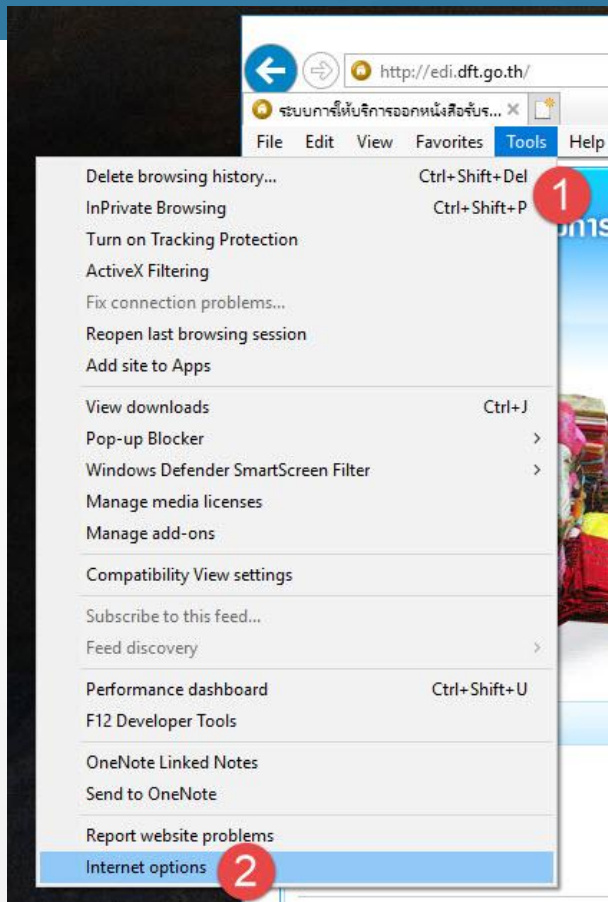 http://edi.dft.go.th/
ระบบการให้บริการออกหนังสือรับร...
File Edit View Favorites Tools Help
Delete browsing history... Ctrl+Shift+Del
1
InPrivate Browsing Ctrl+Shift+P
Turn on Tracking Protection
ActiveX Filtering
Fix connection problems...
Reopen last browsing session
Add site to Apps
View downloads Ctrl+J
Pop-up Blocker
Windows Defender SmartScreen Filter
Manage media licenses
Manage add-ons
Compatibility View settings
Subscribe to this feed...
Feed discovery
Performance dashboard Ctrl+Shift+U
F12 Developer Tools
OneNote Linked Notes
Send to OneNote
Report website problems
Internet options 2